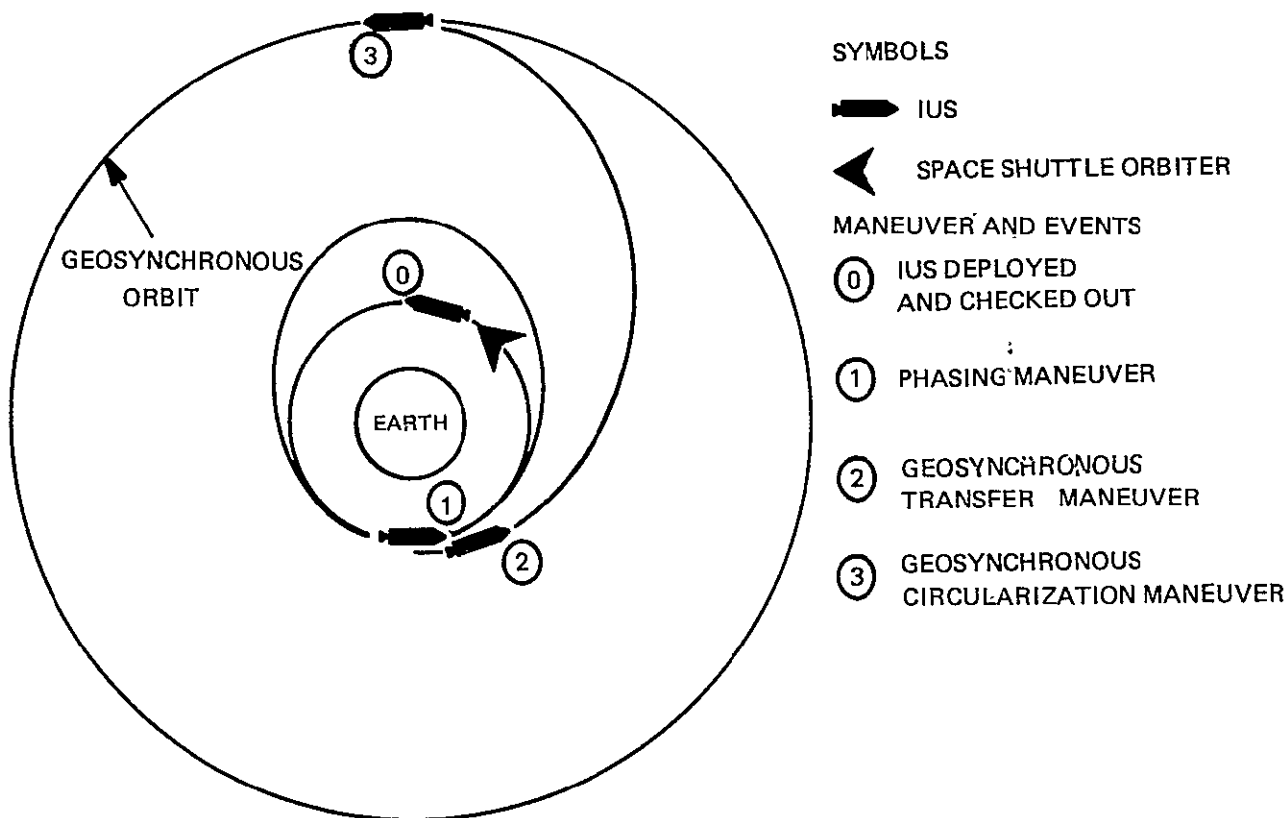 3
GEOSYNCHRONOUS
ORBIT
0
EARTH
1
2
SYMBOLS
IUS
SPACE SHUTTLE ORBITER
MANEUVER AND EVENTS
0 IUS DEPLOYED
AND CHECKED OUT
1 PHASING MANEUVER
2 GEOSYNCHRONOUS
TRANSFER MANEUVER
3 GEOSYNCHRONOUS
CIRCULARIZATION MANEUVER